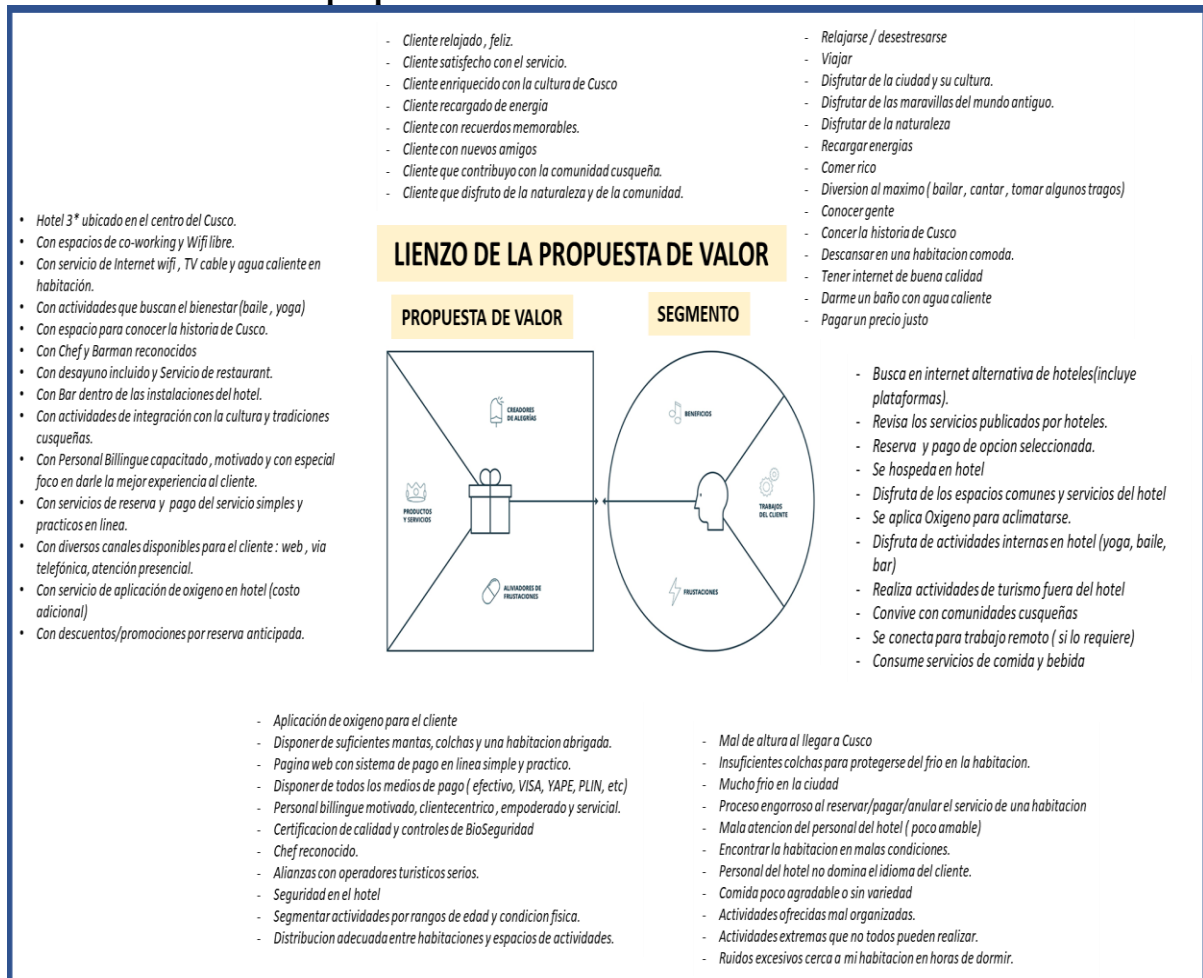 - Cliente relajado , feliz.
- Cliente satisfecho con el servicio.
- Cliente enriquecido con la cultura de Cusco
- Cliente recargado de energia
- Cliente con recuerdos memorables.
- Cliente con nuevos amigos
- Cliente que contribuyo con la comunidad cusqueña.
- Cliente que disfruto de la naturaleza y de la comunidad.
- Relajarse / desestresarse
- Viajar
- Disfrutar de la ciudad y su cultura.
- Disfrutar de las maravillas del mundo antiguo.
- Disfrutar de la naturaleza
- Recargar energias
- Comer rico
- Diversion al maximo ( bailar , cantar , tomar algunos tragos)
- Conocer gente
- Concer la historia de Cusco
- Descansar en una habitacion comoda.
- Tener internet de buena calidad
- Darme un baño con agua caliente
- Pagar un precio justo
• Hotel 3* ubicado en el centro del Cusco.
• Con espacios de co-working y Wifi libre.
• Con servicio de Internet wifi , TV cable y agua caliente en
habitación.
• Con actividades que buscan el bienestar (baile , yoga)
• Con espacio para conocer la historia de Cusco.
• Con Chef y Barman reconocidos
• Con desayuno incluido y Servicio de restaurant.
• Con Bar dentro de las instalaciones del hotel.
• Con actividades de integración con la cultura y tradiciones
cusqueñas.
• Con Personal Billingue capacitado , motivado y con especial
foco en darle la mejor experiencia al cliente.
• Con servicios de reserva y pago del servicio simples y
practicos en linea.
• Con diversos canales disponibles para el cliente : web , via
telefónica, atención presencial.
• Con servicio de aplicación de oxigeno en hotel (costo
adicional)
• Con descuentos/promociones por reserva anticipada.
LIENZO DE LA PROPUESTA DE VALOR
PROPUESTA DE VALOR
SEGMENTO
CREADORES
DE ALEGRÍAS
PRODUCTOS
Y SERVICIOS
ALIVIADORES DE
FRUSTACIONES
BENEFICIOS
TRABAJOS
DEL CLIENTE
FRUSTACIONES
- Busca en internet alternativa de hoteles(incluye
plataformas).
- Revisa los servicios publicados por hoteles.
- Reserva y pago de opcion seleccionada.
- Se hospeda en hotel
- Disfruta de los espacios comunes y servicios del hotel
- Se aplica Oxigeno para aclimatarse.
- Disfruta de actividades internas en hotel (yoga, baile,
bar)
- Realiza actividades de turismo fuera del hotel
- Convive con comunidades cusqueñas
- Se conecta para trabajo remoto ( si lo requiere)
- Consume servicios de comida y bebida
- Aplicación de oxigeno para el cliente
- Disponer de suficientes mantas, colchas y una habitacion abrigada.
- Pagina web con sistema de pago en linea simple y practico.
- Disponer de todos los medios de pago ( efectivo, VISA, YAPE, PLIN, etc)
- Personal billingue motivado, clientecentrico , empoderado y servicial.
- Certificacion de calidad y controles de BioSeguridad
- Chef reconocido.
- Alianzas con operadores turisticos serios.
- Seguridad en el hotel
- Segmentar actividades por rangos de edad y condicion fisica.
- Distribucion adecuada entre habitaciones y espacios de actividades.
- Mal de altura al llegar a Cusco
- Insuficientes colchas para protegerse del frio en la habitacion.
- Mucho frio en la ciudad
- Proceso engorroso al reservar/pagar/anular el servicio de una habitacion
- Mala atencion del personal del hotel ( poco amable)
- Encontrar la habitacion en malas condiciones.
- Personal del hotel no domina el idioma del cliente.
- Comida poco agradable o sin variedad
- Actividades ofrecidas mal organizadas.
- Actividades extremas que no todos pueden realizar.
- Ruidos excesivos cerca a mi habitacion en horas de dormir.